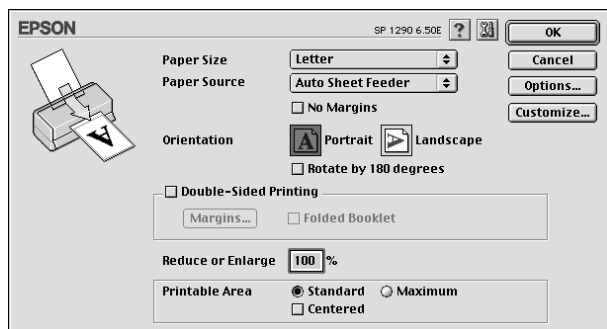 EPSON
SP 1290 6.50E
?
OK
Paper Size
Letter
Cancel
Paper Source
Auto Sheet Feeder
Options...
No Margins
Customize...
Orientation
A
Portrait
A
Landscape
Rotate by 180 degrees
A
Double-Sided Printing
Margins...
Folded Booklet
Reduce or Enlarge
100 %
Printable Area
Standard
Maximum
Centered